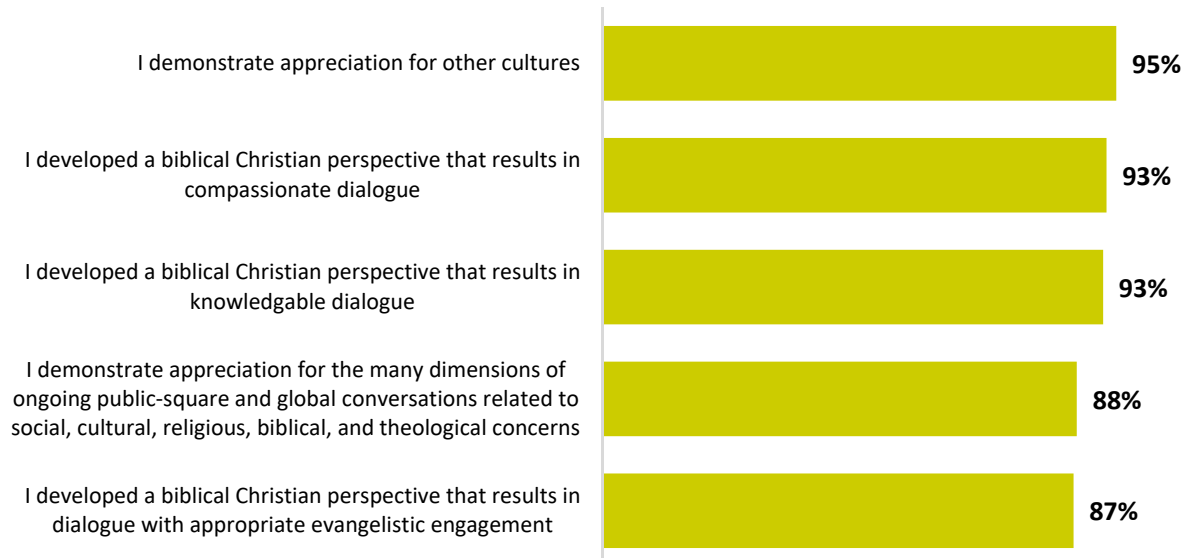 I demonstrate appreciation for other cultures
95%
I developed a biblical Christian perspective that results in
compassionate dialogue
93%
I developed a biblical Christian perspective that results in
knowledgable dialogue
93%
I demonstrate appreciation for the many dimensions of
ongoing public-square and global conversations related to
social, cultural, religious, biblical, and theological concerns
88%
I developed a biblical Christian perspective that results in
dialogue with appropriate evangelistic engagement
87%